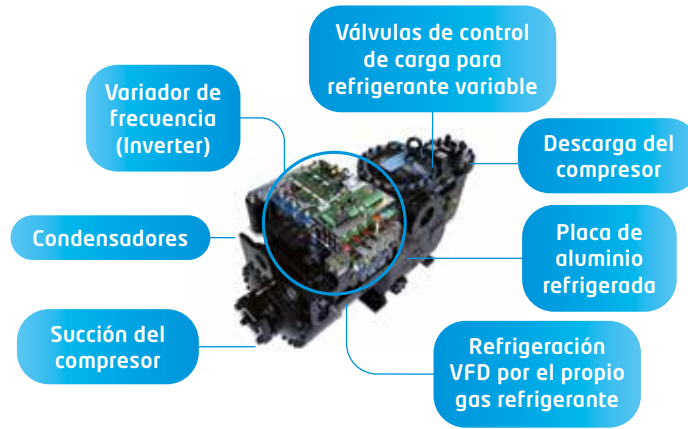 Válvulas de control
de carga para
refrigerante variable
Variador de
frecuencia
(Inverter)
Descarga del
compresor
Condensadores
Placa de
aluminio
refrigerada
Succión del
compresor
Refrigeración
VFD por el propio
gas refrigerante